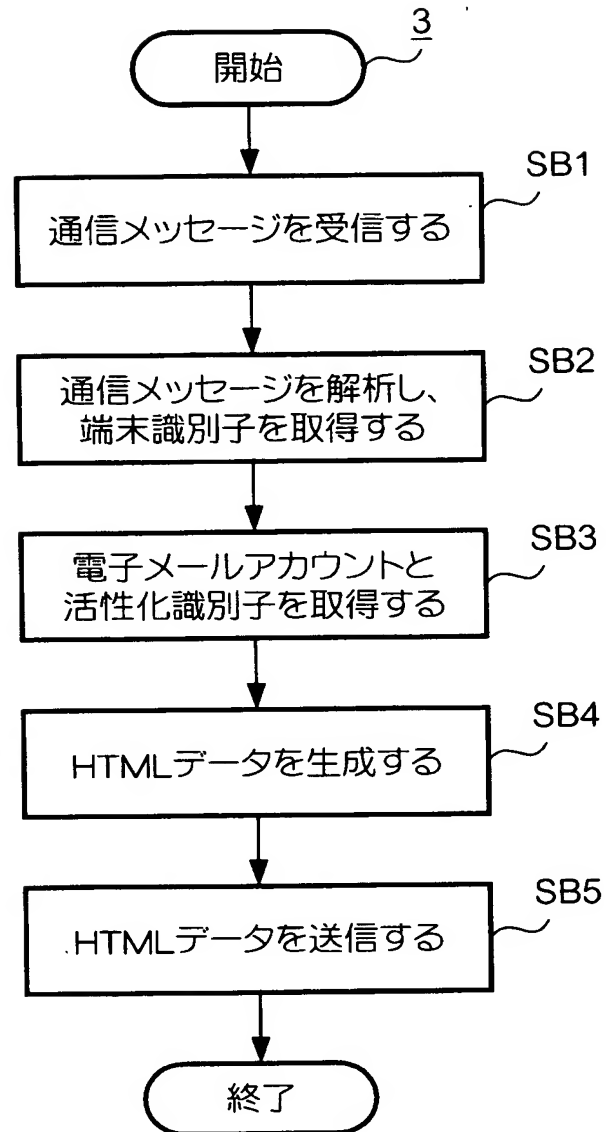 3
開始
SB1
通信メッセージを受信する
SB2
通信メッセージを解析し、
端末識別子を取得する
SB3
電子メールアカウントと
活性化識別子を取得する
SB4
HTMLデータを生成する
SB5
HTMLデータを送信する
終了